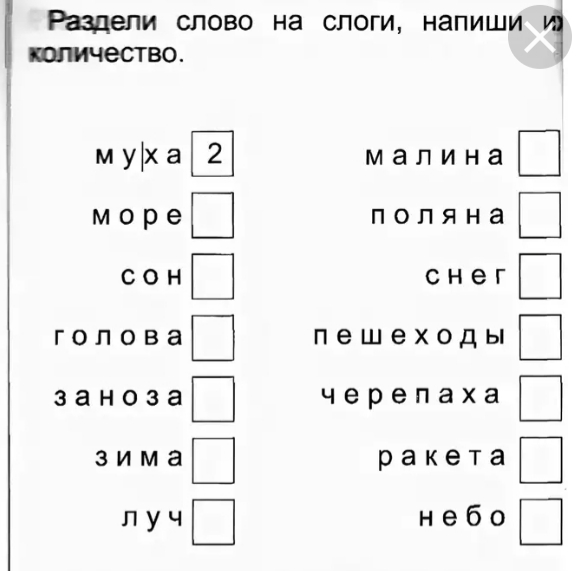 Раздели слово на слоги, напиши их
количество.
му|ха 2 малина
море поляна
сон снег
голова пешеходы
заноза черепаха
зима ракета
луч небо